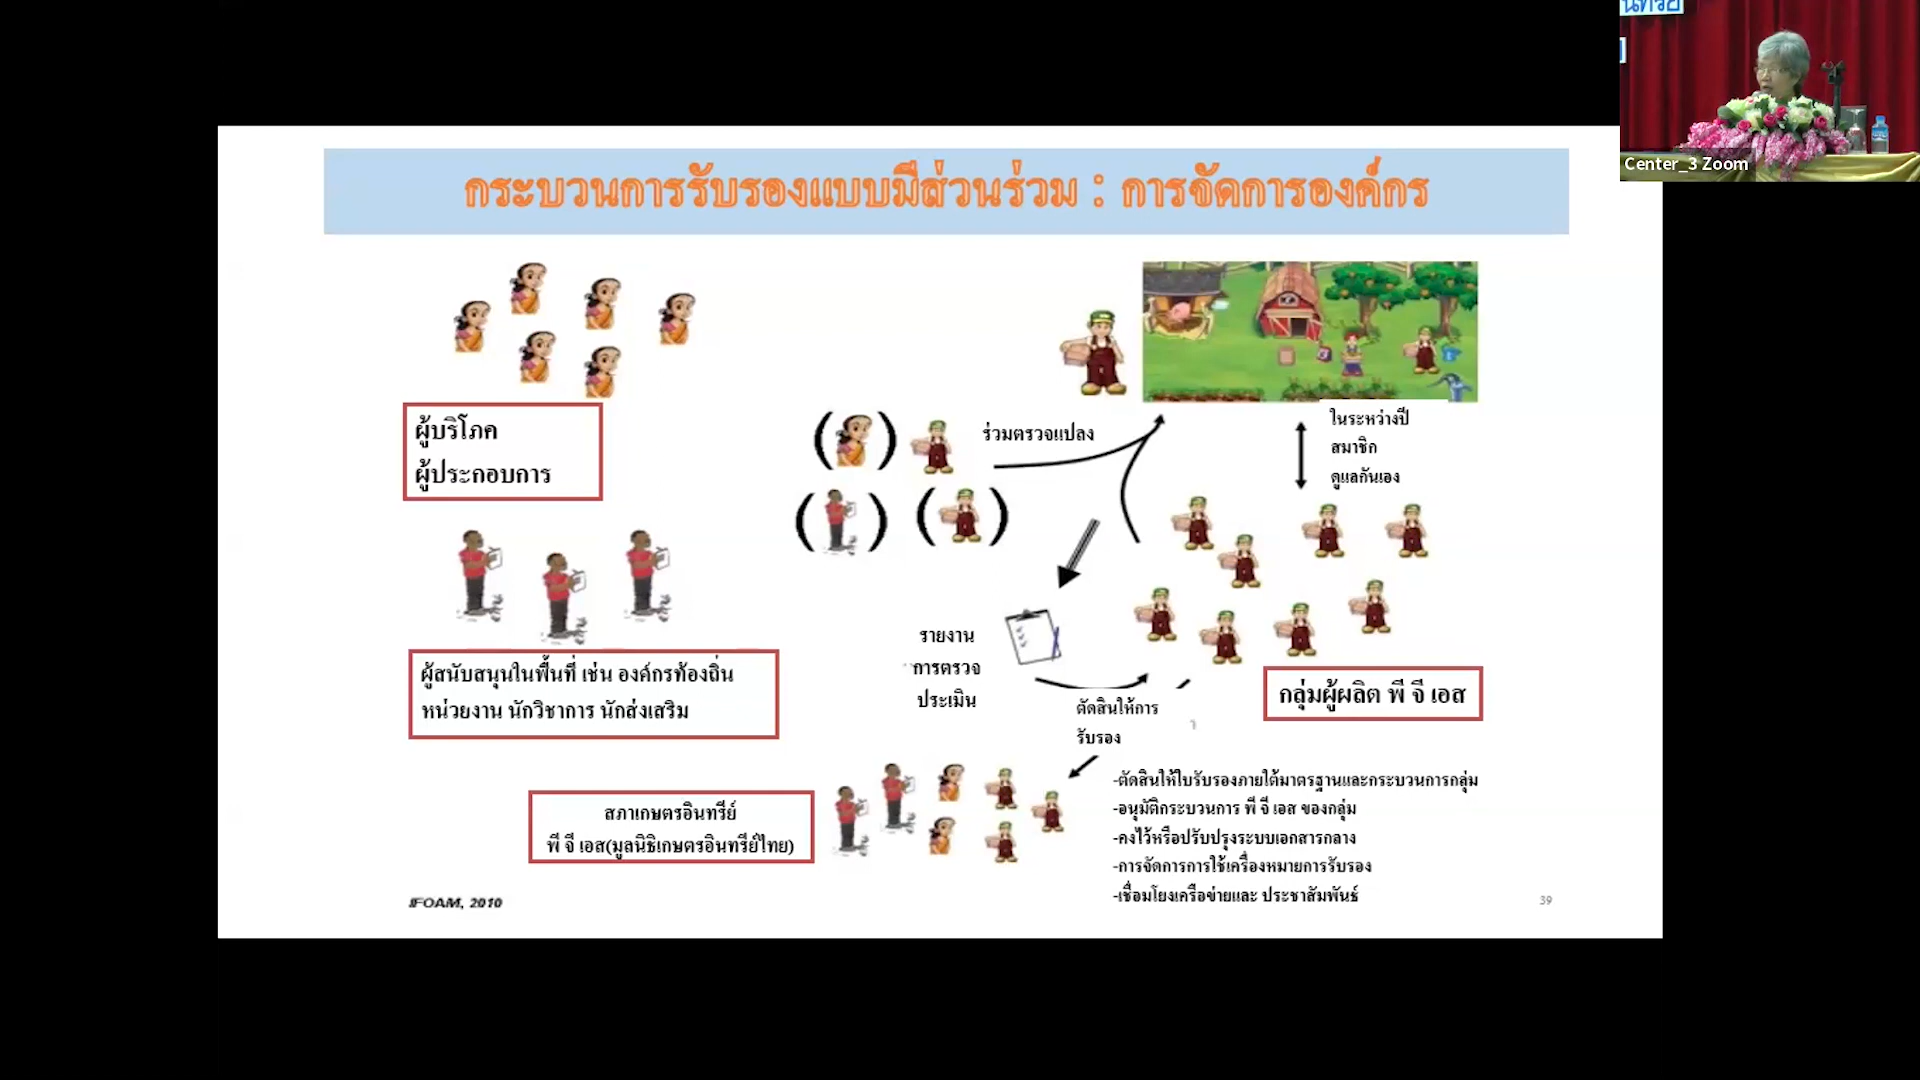 กระบวนการรับรองแบบมีส่วนร่วม : การจัดการองค์กร
Center_3 Zoom
ผู้บริโภค
ผู้ประกอบการ
ร่วมตรวจแปลง
ในระหว่างปี
สมาชิก
ดูแลกันเอง
ผู้สนับสนุนในพื้นที่ เช่น องค์กรท้องถิ่น
หน่วยงาน นักวิชาการ นักส่งเสริม
รายงาน
การตรวจ
ประเมิน
ตัดสินให้การ
รับรอง
กลุ่มผู้ผลิต พี จี เอส
สภาเกษตรอินทรีย์
พี จี เอส(มูลนิธิเกษตรอินทรีย์ไทย)
-ตัดสินให้ใบรับรองภายใต้มาตรฐานและกระบวนการกลุ่ม
-อนุมัติกระบวนการ พี จี เอส ของกลุ่ม
-คงไว้หรือปรับปรุงระบบเอกสารกลาง
-การจัดการการใช้เครื่องหมายการรับรอง
-เชื่อมโยงเครือข่ายและ ประชาสัมพันธ์
IFOAM, 2010
39